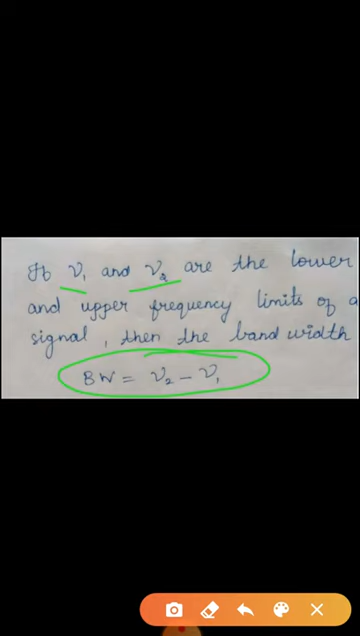 If ν₁ and ν₂ are the lower
and upper frequency limits of a
signal, then the band width
BW = ν₂ - ν₁